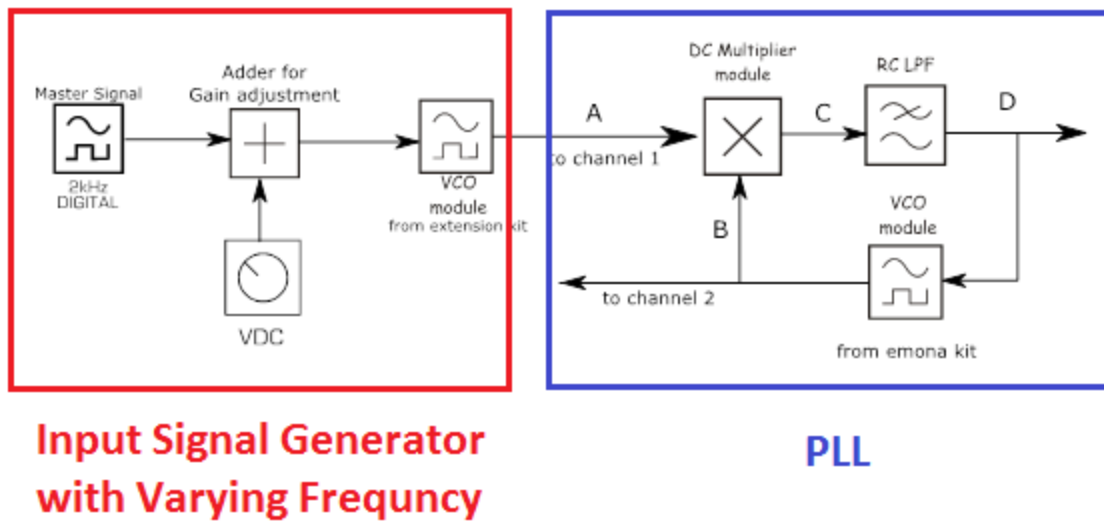 Master Signal
2kHz
DIGITAL
Adder for
Gain adjustment
VDC
VCO
module
from extension kit
A
to channel 1
DC Multiplier
module
C
RC LPF
D
B
VCO
module
to channel 2
from emona kit
Input Signal Generator
with Varying Frequncy
PLL